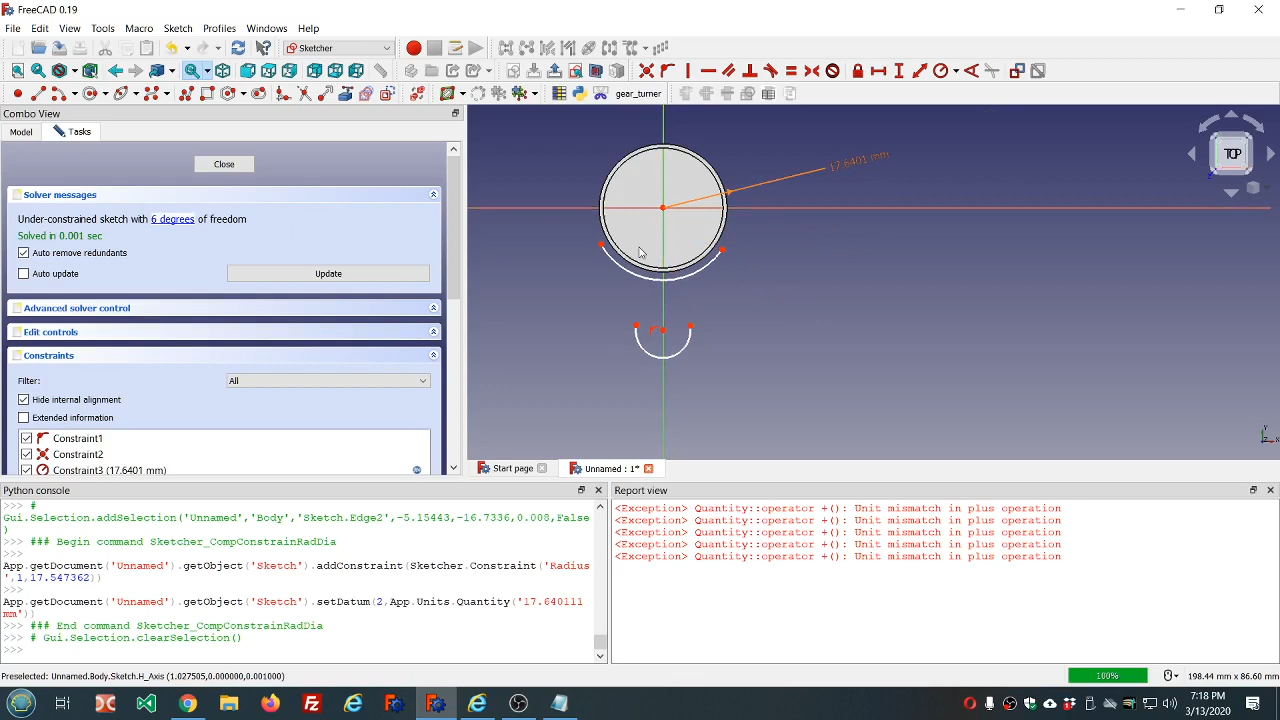 FreeCAD 0.19
File Edit View Tools Macro Sketch Profiles Windows Help
Sketcher
gear_turner
Combo View
Model Tasks
Close
Solver messages
Under-constrained sketch with 6 degrees of freedom
Solved in 0.001 sec
Auto remove redundants
Auto update Update
Advanced solver control
Edit controls
Constraints
Filter: All
Hide internal alignment
Extended information
Constraint1
Constraint2
Constraint3 (17.6401 mm)
17.6401 mm
TOP
Start page Unnamed : 1*
Python console
>>> #
Gui.Selection.addSelection('Unnamed','Body','Sketch.Edge2',-5.15443,-16.7336,0.008,False
)
>>> ### Begin command Sketcher_CompConstrainRadDia
>>>
App.getDocument('Unnamed').getObject('Sketch').addConstraint(Sketcher.Constraint('Radius
',1,17.547362))
>>>
App.getDocument('Unnamed').getObject('Sketch').setDatum(2,App.Units.Quantity('17.640111
mm'))
>>> ### End command Sketcher_CompConstrainRadDia
>>> # Gui.Selection.clearSelection()
>>>
Report view
<Exception> Quantity::operator +(): Unit mismatch in plus operation
<Exception> Quantity::operator +(): Unit mismatch in plus operation
<Exception> Quantity::operator +(): Unit mismatch in plus operation
<Exception> Quantity::operator +(): Unit mismatch in plus operation
<Exception> Quantity::operator +(): Unit mismatch in plus operation
Preselected: Unnamed.Body.Sketch.H_Axis (1.027505,0.000000,0.001000)
100%
198.44 mm x 86.60 mm
7:18 PM
3/13/2020